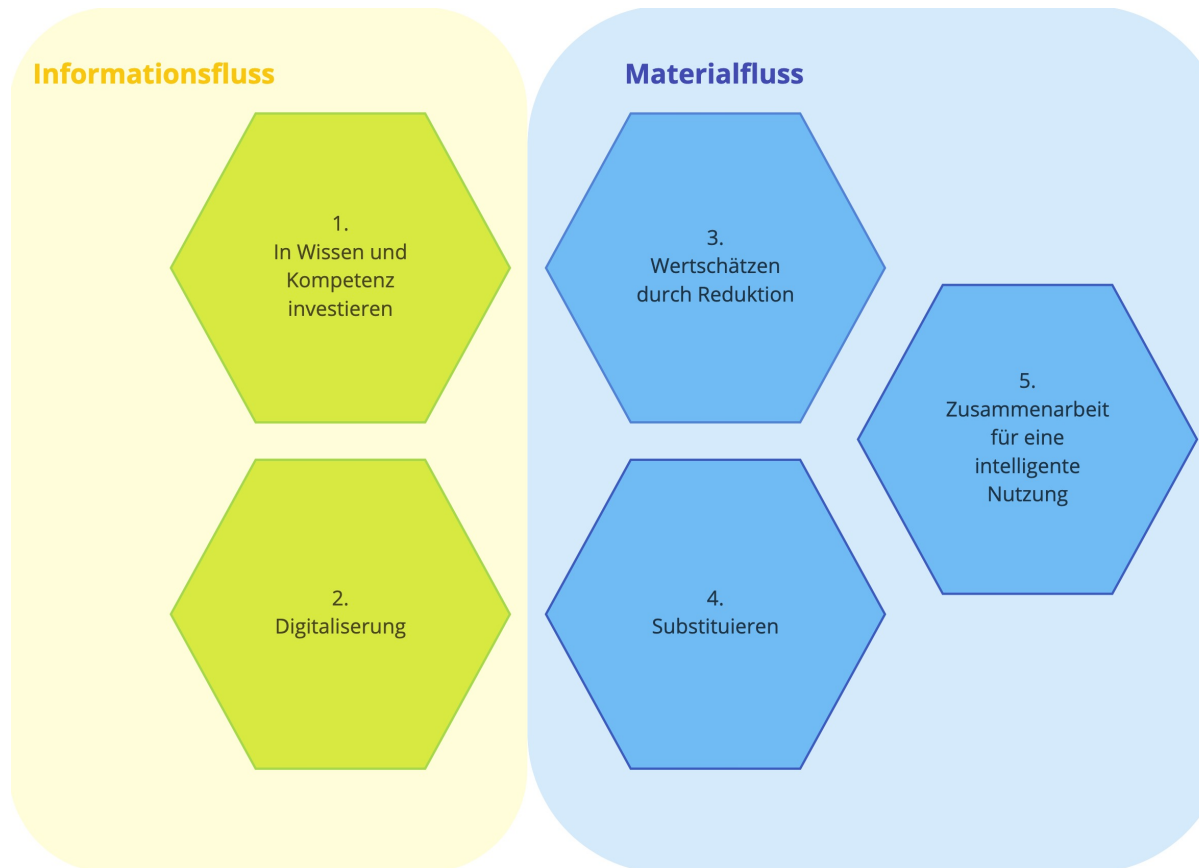 Informationsfluss
1.
In Wissen und
Kompetenz
investieren
2.
Digitaliserung
Materialfluss
3.
Wertschätzen
durch Reduktion
4.
Substituieren
5.
Zusammenarbeit
für eine
intelligente
Nutzung